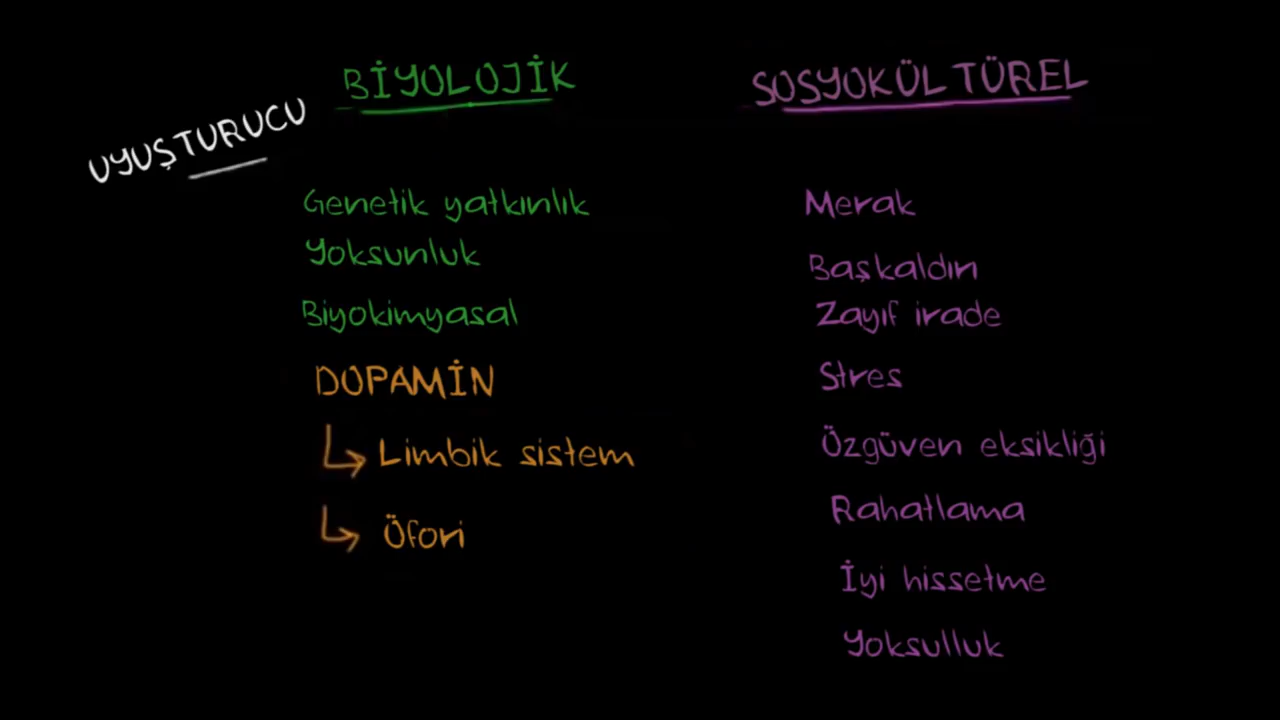 UYUŞTURUCU
BİYOLOJİK
Genetik yatkınlık
Yoksunluk
Biyokimyasal
DOPAMİN
Limbik sistem
Öfori
SOSYOKÜLTÜREL
Merak
Başkaldırı
Zayıf irade
Stres
Özgüven eksikliği
Rahatlama
İyi hissetme
Yoksulluk